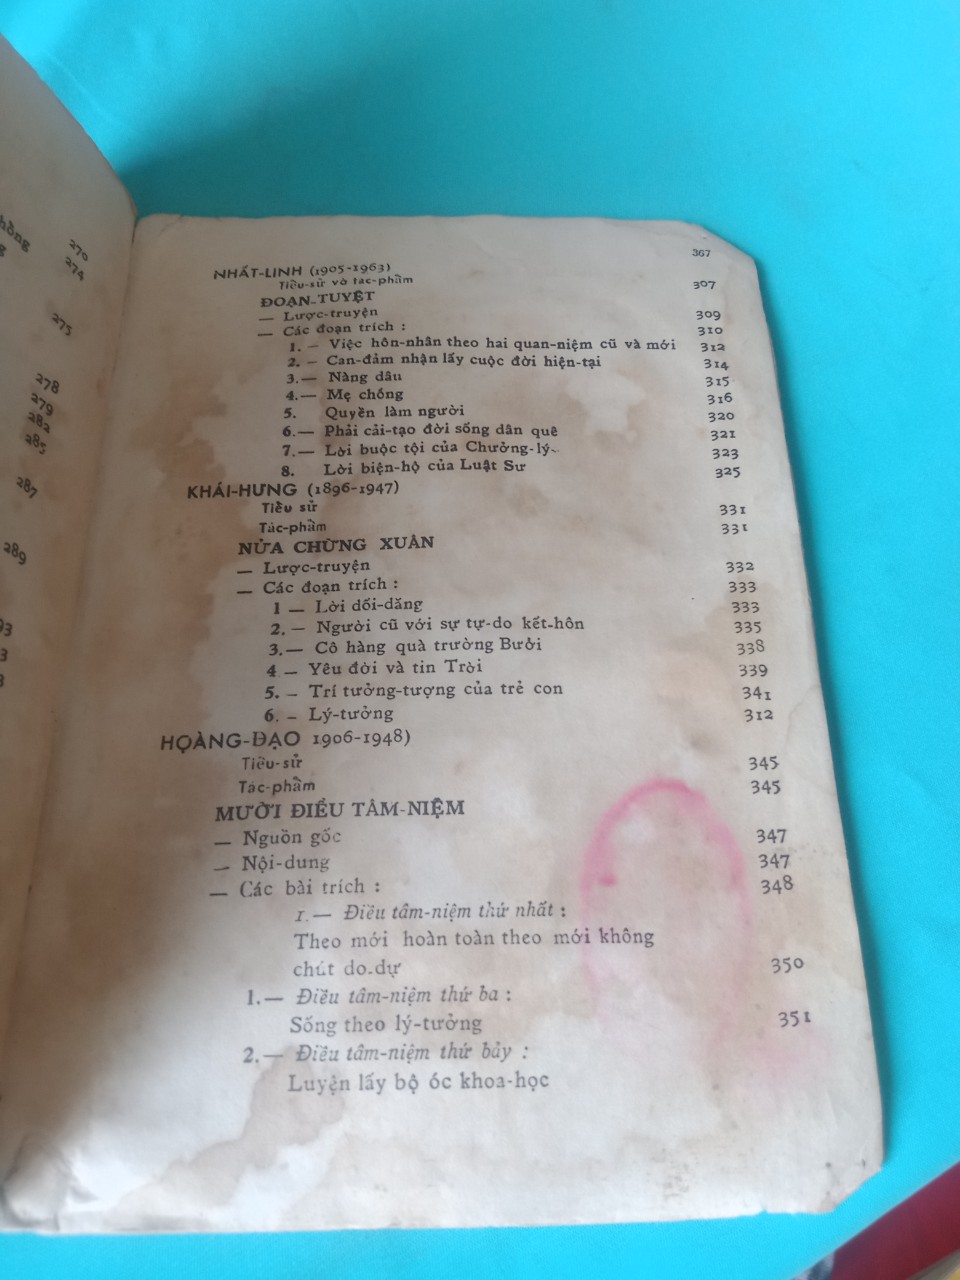 270
274
275
278
279
282
285
287
289
367
NHẤT-LINH (1905-1963)
Tiểu-sử và tác-phẩm 307
ĐOẠN-TUYỆT
— Lược-truyện 309
— Các đoạn trích : 310
1. — Việc hôn-nhân theo hai quan-niệm cũ và mới 312
2. — Can-đảm nhận lấy cuộc đời hiện-tại 314
3.— Nàng dâu 315
4.— Mẹ chồng 316
5. Quyền làm người 320
6.— Phải cải-tạo đời sống dân quê 321
7.— Lời buộc tội của Chưởng-lý 323
8. Lời biện-hộ của Luật Sư 325
KHÁI-HƯNG (1896-1947)
Tiểu sử 331
Tác-phẩm 331
NỬA CHỪNG XUÂN
— Lược-truyện 332
— Các đoạn trích : 333
1 — Lời dối-dăng 333
2.— Người cũ với sự tự-do kết-hôn 335
3.— Cô hàng quà trường Bưởi 338
4 — Yêu đời và tin Trời 339
5. — Trí tưởng-tượng của trẻ con 341
6. — Lý-tưởng 312
HOÀNG-ĐẠO 1906-1948)
Tiểu-sử 345
Tác-phẩm 345
MƯỜI ĐIỀU TÂM-NIỆM
— Nguồn gốc 347
— Nội-dung 347
— Các bài trích : 348
1.— Điều tâm-niệm thứ nhất :
Theo mới hoàn toàn theo mới không
chút do-dự 350
1.— Điều tâm-niệm thứ ba :
Sống theo lý-tưởng 351
2.— Điều tâm-niệm thứ bảy :
Luyện lấy bộ óc khoa-học